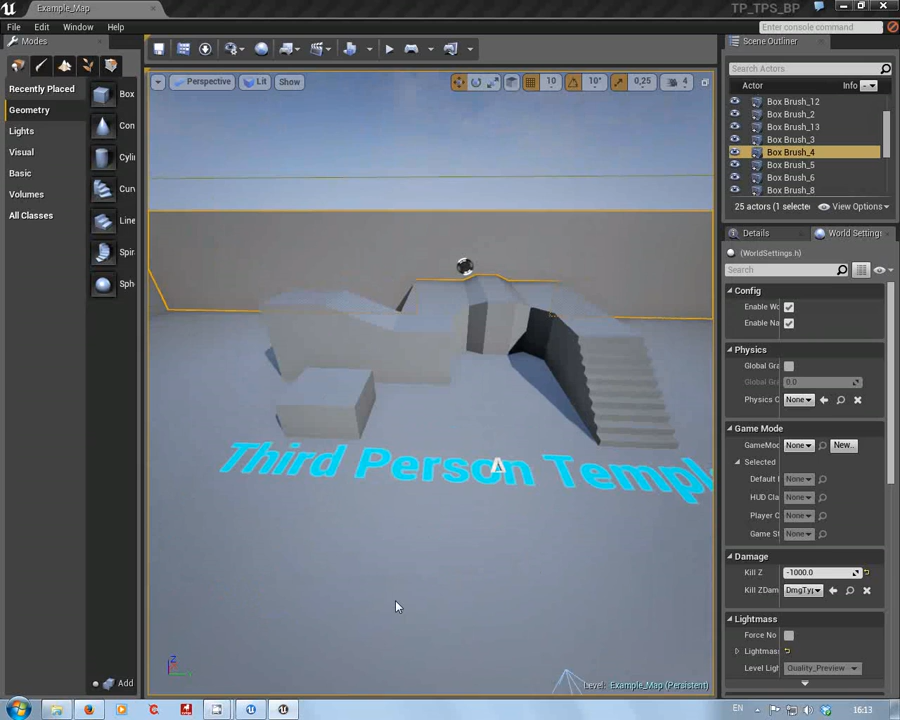 Example_Map
TP_TPS_BP
File Edit Window Help
Enter console command
Modes
Scene Outliner
Recently Placed
Geometry
Lights
Visual
Basic
Volumes
All Classes
Box
Con
Cyli
Curv
Line
Spir
Sph
Add
Perspective Lit Show
10 10° 0,25 4
Search Actors
Actor Info
Box Brush_12
Box Brush_2
Box Brush_13
Box Brush_3
Box Brush_4
Box Brush_5
Box Brush_6
Box Brush_8
25 actors (1 selecte
View Options
Details World Settings
(WorldSettings.h)
Search
Config
Enable Wo
Enable Na
Physics
Global Gra
Global Gra 0.0
Physics C None
Game Mode
GameMod None New..
Selected
Default None
HUD Cla None
Player C None
Game St None
Damage
Kill Z -1000.0
Kill ZDam DmgTyp
Lightmass
Force No
Lightmass
Level Ligh Quality_Preview
Third Person Templ
Z
Level: Example_Map (Persistent)
EN 16:13